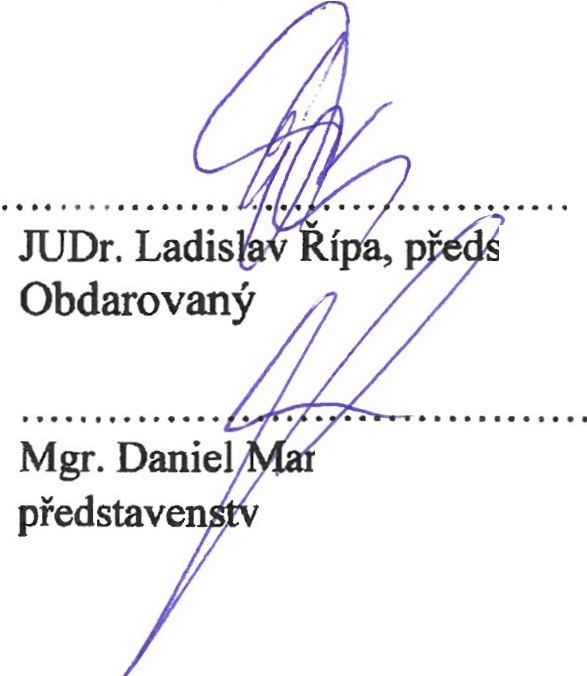 JUDr. Ladislav Řípa, předs
Obdarovaný
Mgr. Daniel Mar
představenstv